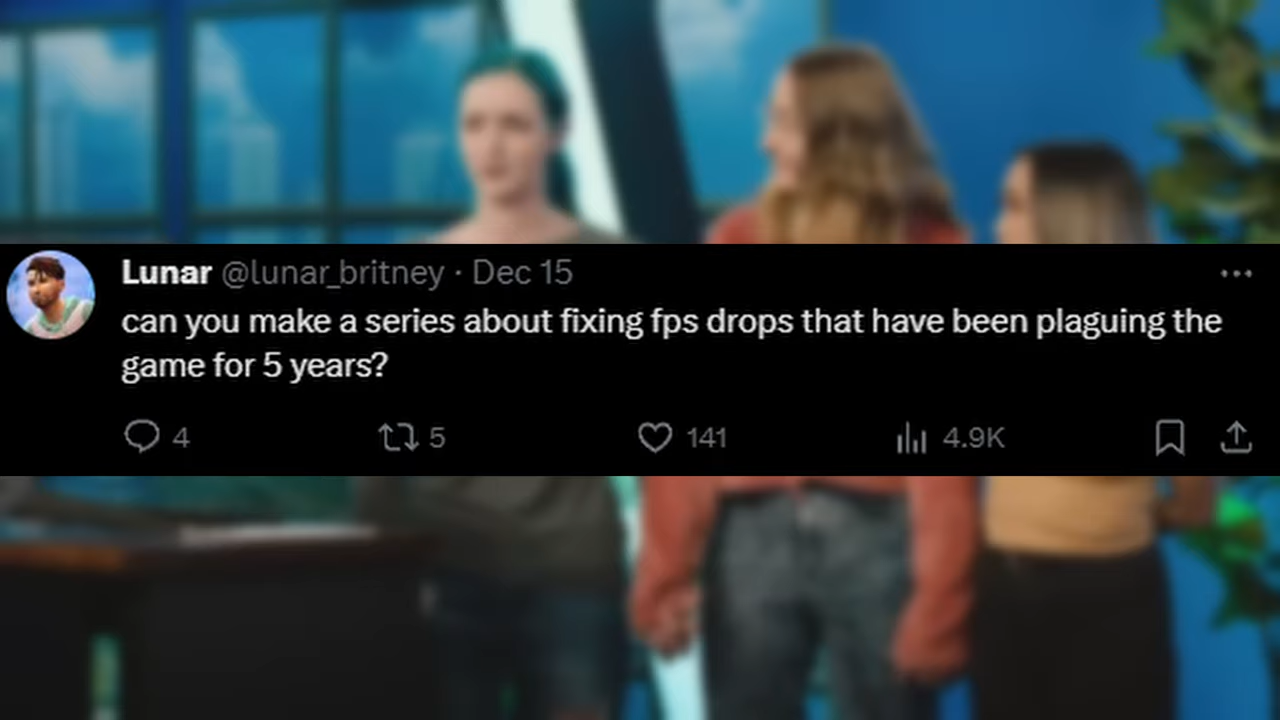 Lunar @lunar_britney · Dec 15
can you make a series about fixing fps drops that have been plaguing the
game for 5 years?
4 5 141 4.9K